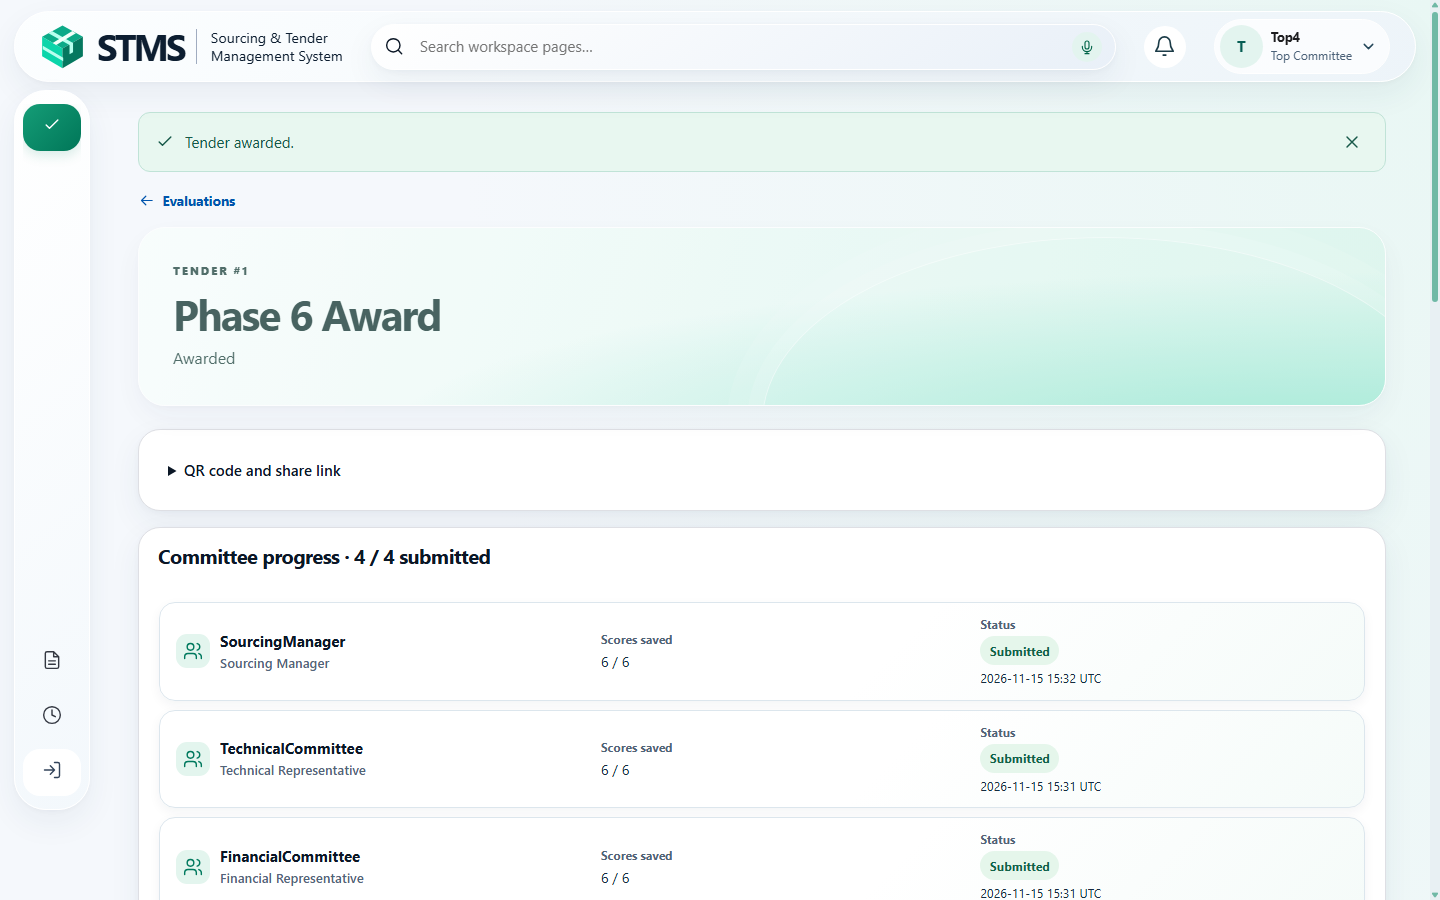 STMS
Sourcing & Tender
Management System
Search workspace pages...
T
Top4
Top Committee
Tender awarded.
Evaluations
TENDER #1
Phase 6 Award
Awarded
QR code and share link
Committee progress · 4 / 4 submitted
SourcingManager
Sourcing Manager
Scores saved
6 / 6
Status
Submitted
2026-11-15 15:32 UTC
TechnicalCommittee
Technical Representative
Scores saved
6 / 6
Status
Submitted
2026-11-15 15:31 UTC
FinancialCommittee
Financial Representative
Scores saved
6 / 6
Status
Submitted
2026-11-15 15:31 UTC